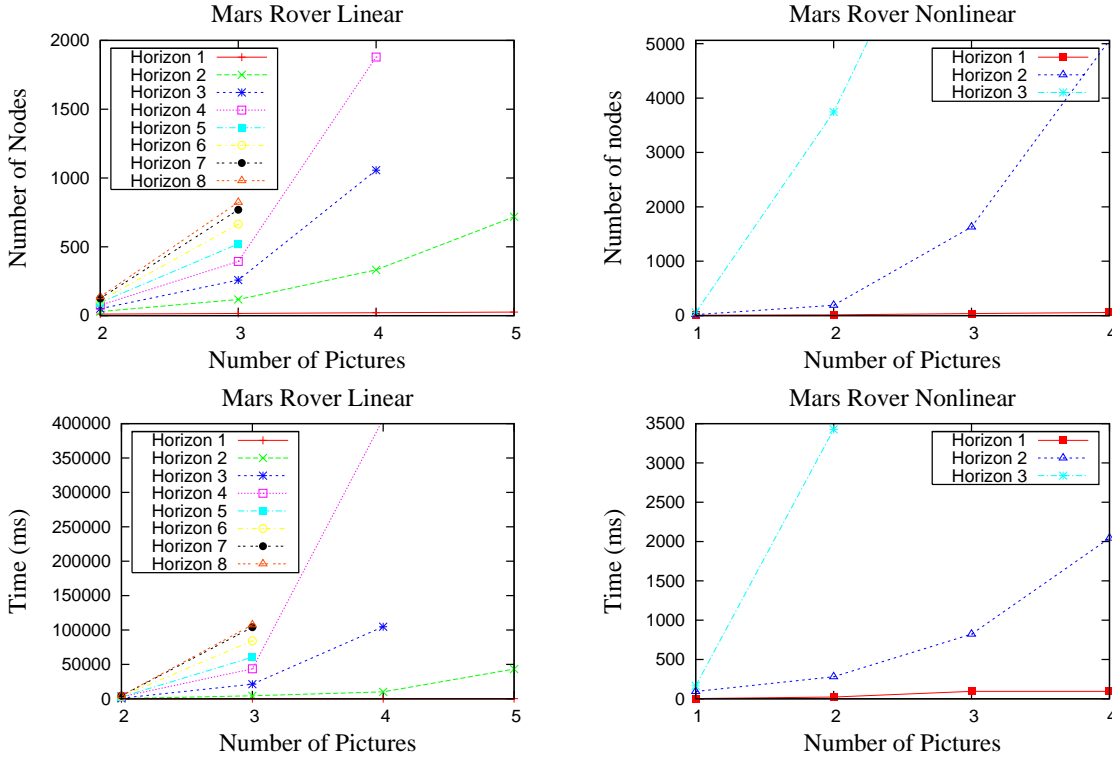 Mars Rover Linear
Number of Nodes
2000
1500
1000
500
0
Horizon 1
Horizon 2
Horizon 3
Horizon 4
Horizon 5
Horizon 6
Horizon 7
Horizon 8
2
3
4
5
Number of Pictures
Mars Rover Nonlinear
Number of nodes
5000
4000
3000
2000
1000
0
Horizon 1
Horizon 2
Horizon 3
1
2
3
4
Number of Pictures
Mars Rover Linear
Time (ms)
400000
350000
300000
250000
200000
150000
100000
50000
0
Horizon 1
Horizon 2
Horizon 3
Horizon 4
Horizon 5
Horizon 6
Horizon 7
Horizon 8
2
3
4
5
Number of Pictures
Mars Rover Nonlinear
Time (ms)
3500
3000
2500
2000
1500
1000
500
0
Horizon 1
Horizon 2
Horizon 3
1
2
3
4
Number of Pictures